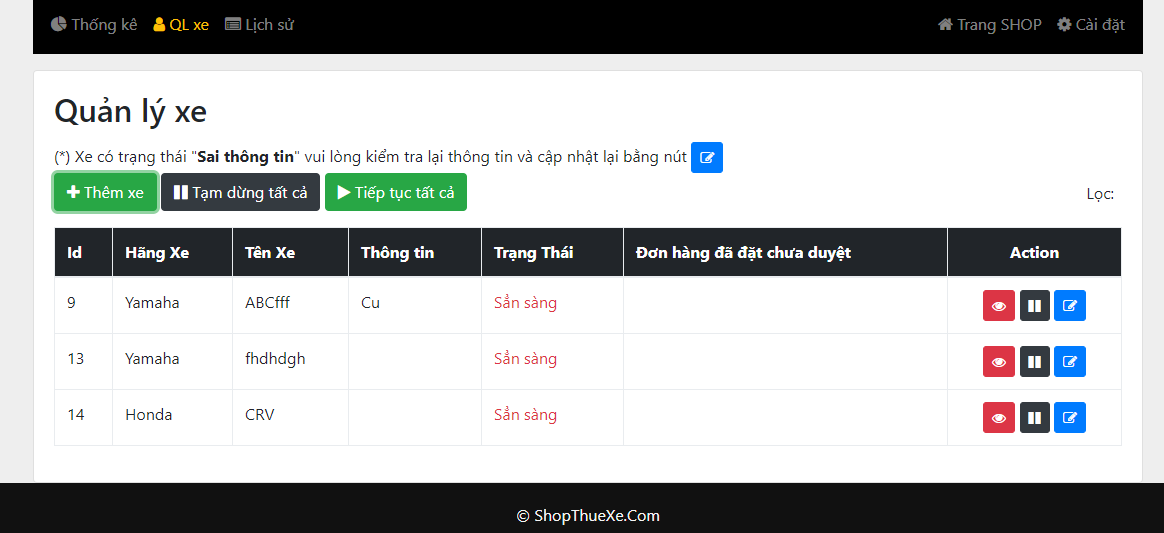 Thống kê QL xe Lịch sử Trang SHOP Cài đặt
Quản lý xe
(*) Xe có trạng thái "Sai thông tin" vui lòng kiểm tra lại thông tin và cập nhật lại bằng nút
Thêm xe Tạm dừng tất cả Tiếp tục tất cả Lọc:
Id Hãng Xe Tên Xe Thông tin Trạng Thái Đơn hàng đã đặt chưa duyệt Action
9 Yamaha ABCfff Cu Sẳn sàng
13 Yamaha fhdhdgh Sẳn sàng
14 Honda CRV Sẳn sàng
© ShopThueXe.Com